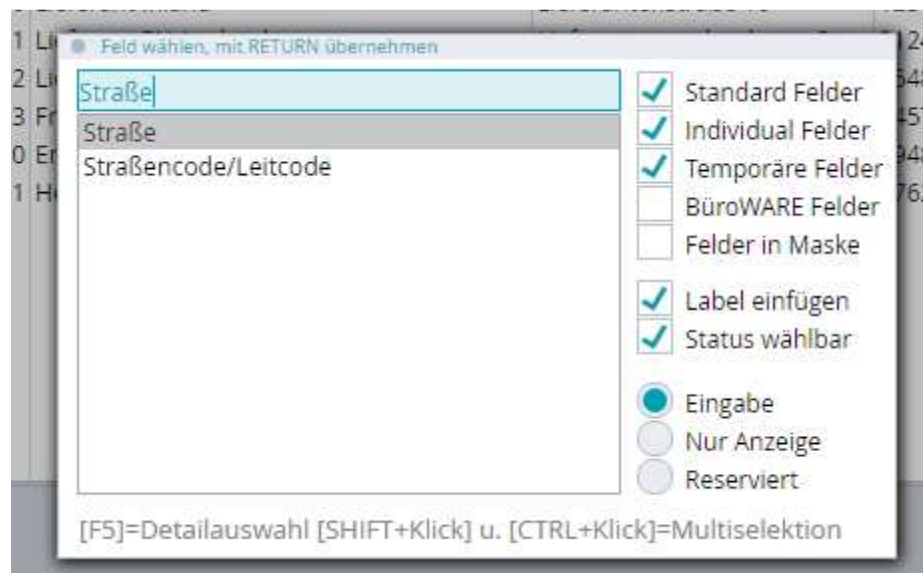 Feld wählen, mit RETURN übernehmen
Straße
Straße
Straßencode/Leitcode
Standard Felder
Individual Felder
Temporäre Felder
BüroWARE Felder
Felder in Maske
Label einfügen
Status wählbar
Eingabe
Nur Anzeige
Reserviert
[F5]=Detailauswahl [SHIFT+Klick] u. [CTRL+Klick]=Multiselektion